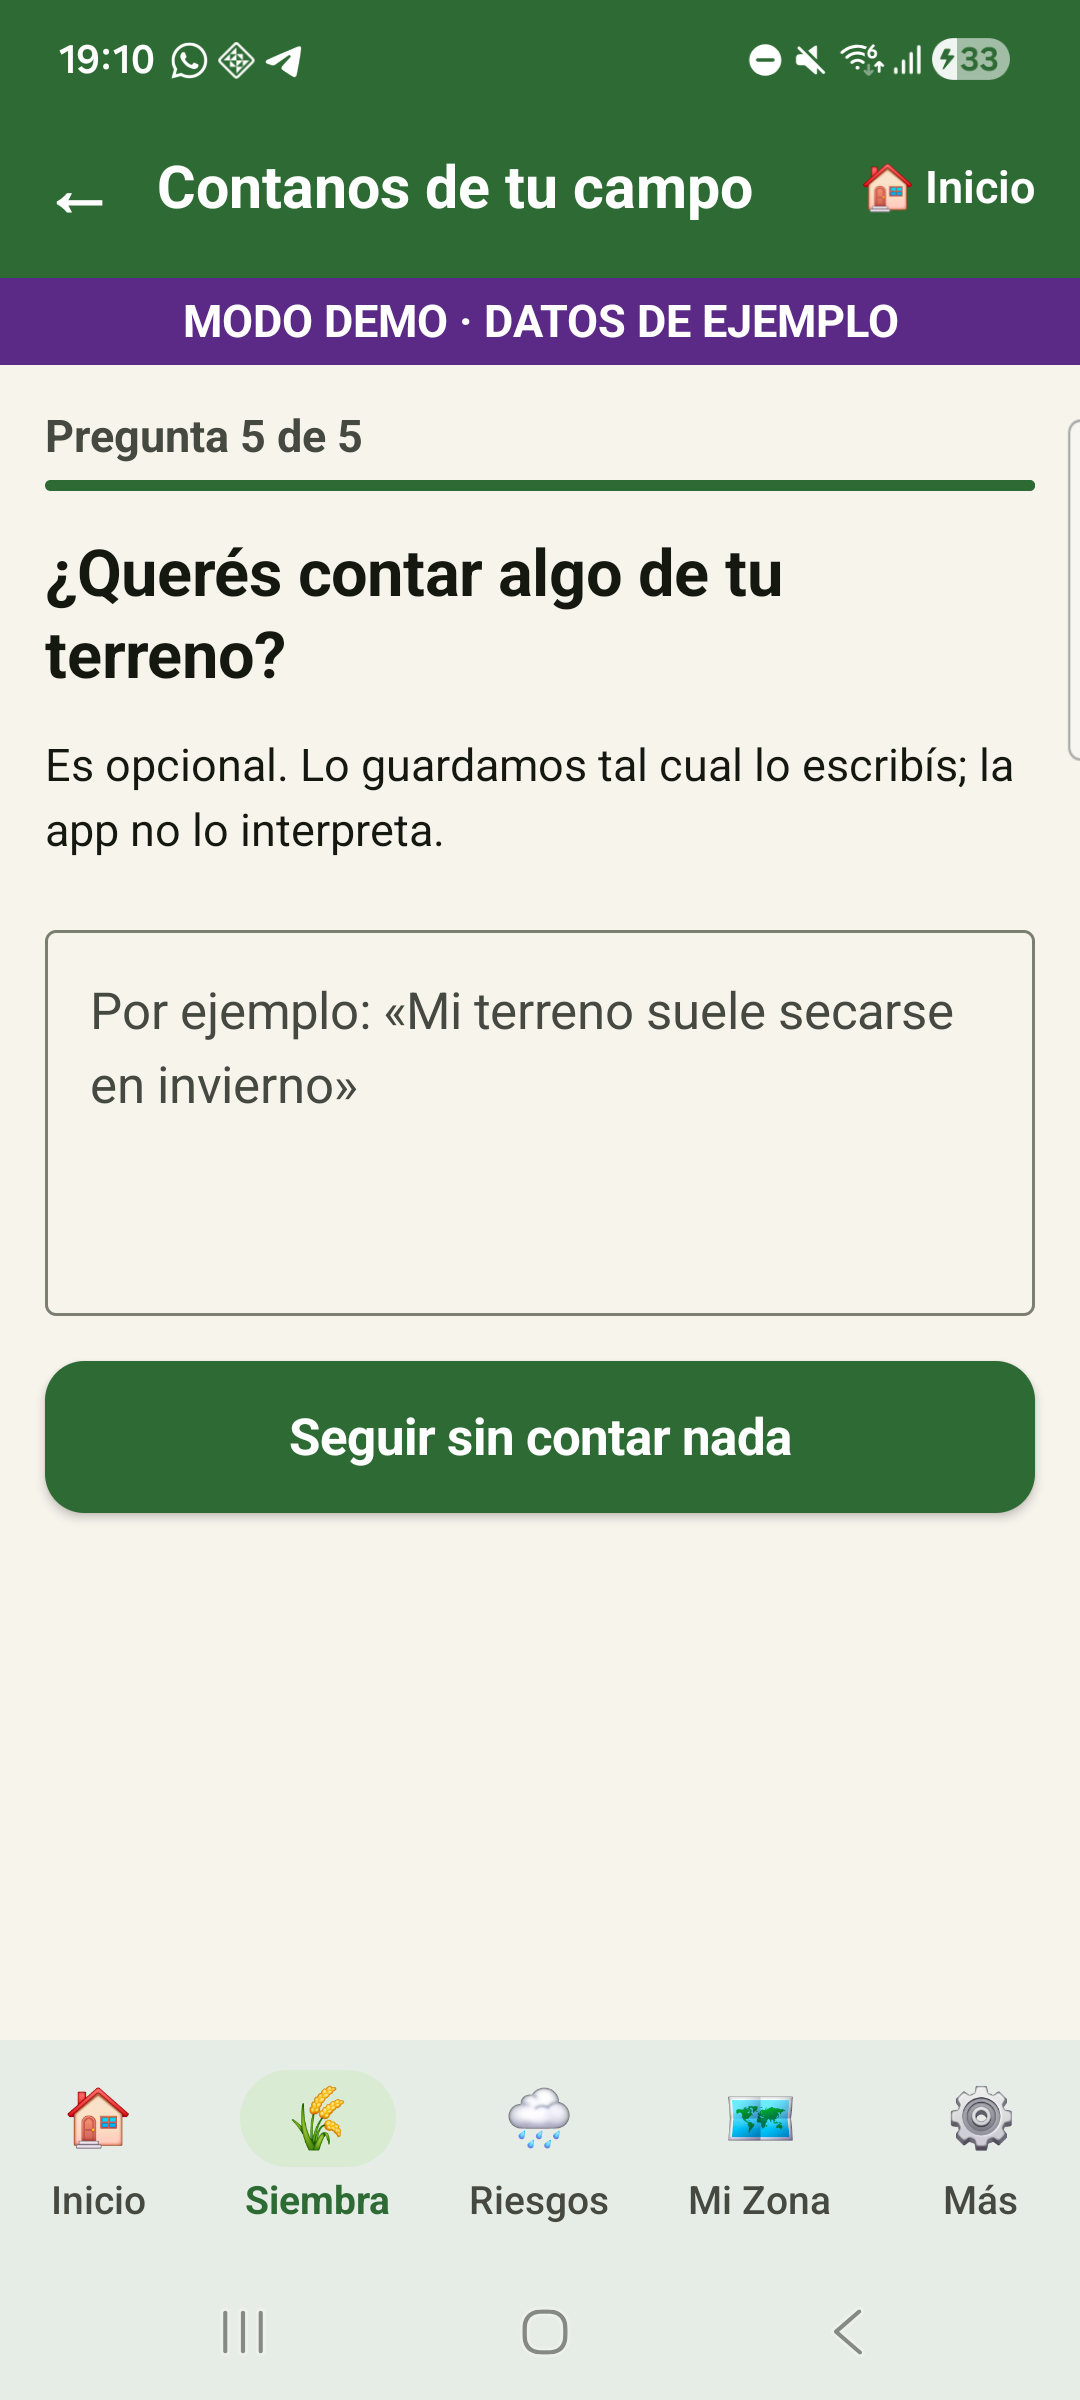 19:10
33
← Contanos de tu campo
Inicio
MODO DEMO · DATOS DE EJEMPLO
Pregunta 5 de 5
¿Querés contar algo de tu
terreno?
Es opcional. Lo guardamos tal cual lo escribís; la
app no lo interpreta.
Por ejemplo: «Mi terreno suele secarse
en invierno»
Seguir sin contar nada
Inicio
Siembra
Riesgos
Mi Zona
Más